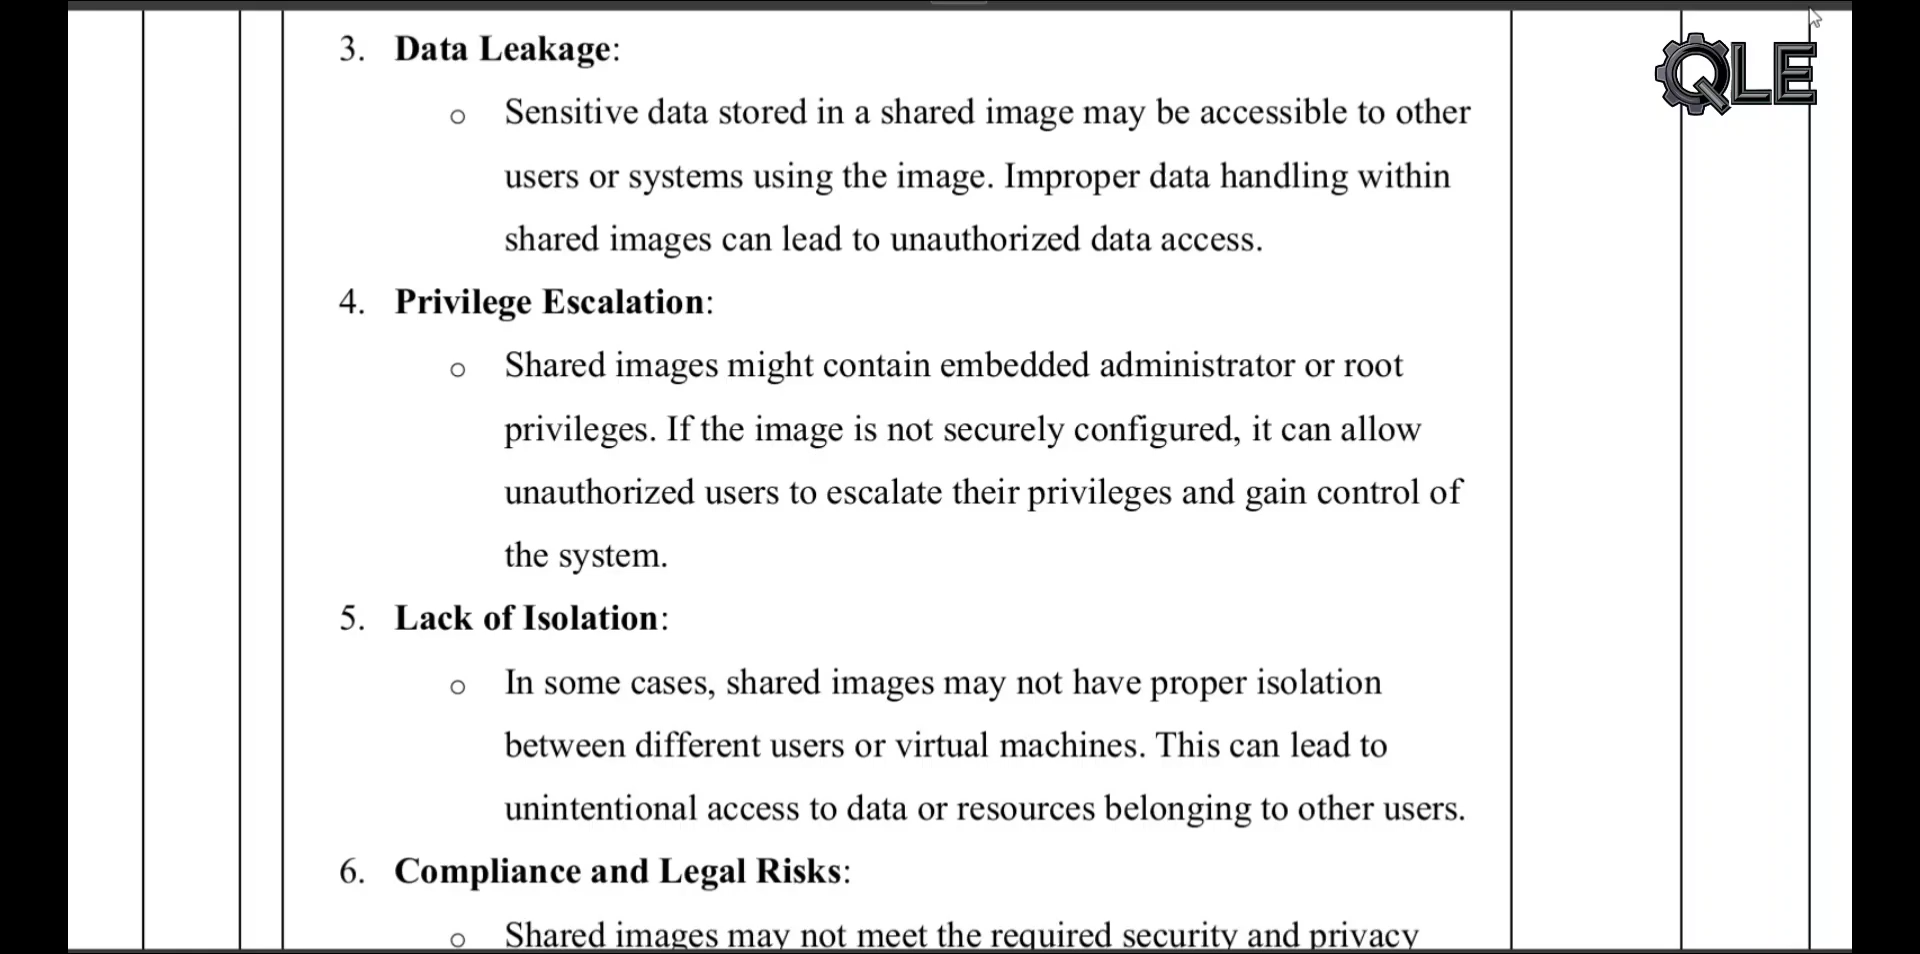 3. Data Leakage:
QLE
o Sensitive data stored in a shared image may be accessible to other
users or systems using the image. Improper data handling within
shared images can lead to unauthorized data access.
4. Privilege Escalation:
o Shared images might contain embedded administrator or root
privileges. If the image is not securely configured, it can allow
unauthorized users to escalate their privileges and gain control of
the system.
5. Lack of Isolation:
o In some cases, shared images may not have proper isolation
between different users or virtual machines. This can lead to
unintentional access to data or resources belonging to other users.
6. Compliance and Legal Risks:
o Shared images may not meet the required security and privacy